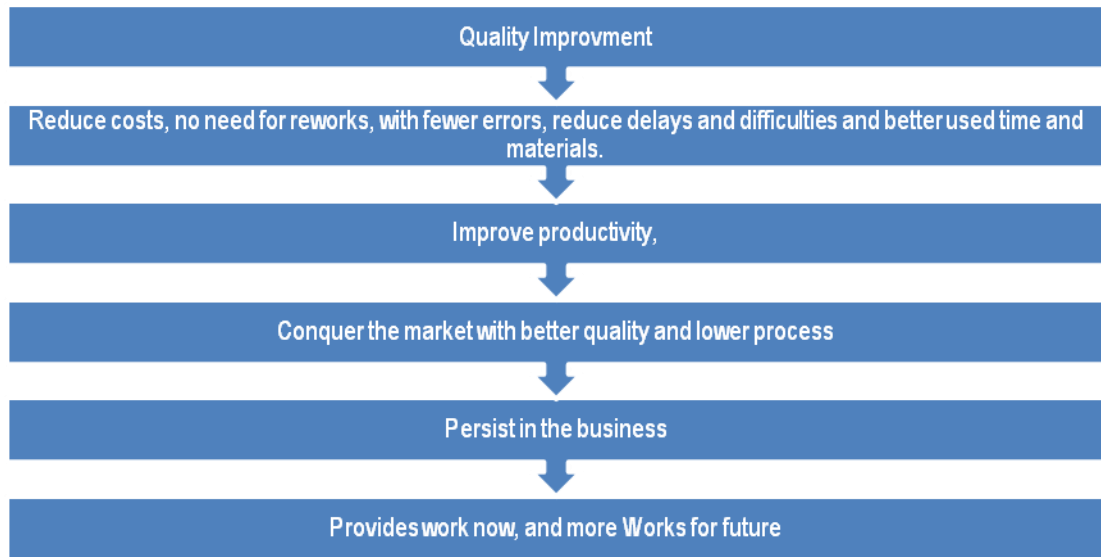 Quality Improvment
Reduce costs, no need for reworks, with fewer errors, reduce delays and difficulties and better used time and
materials.
Improve productivity,
Conquer the market with better quality and lower process
Persist in the business
Provides work now, and more Works for future